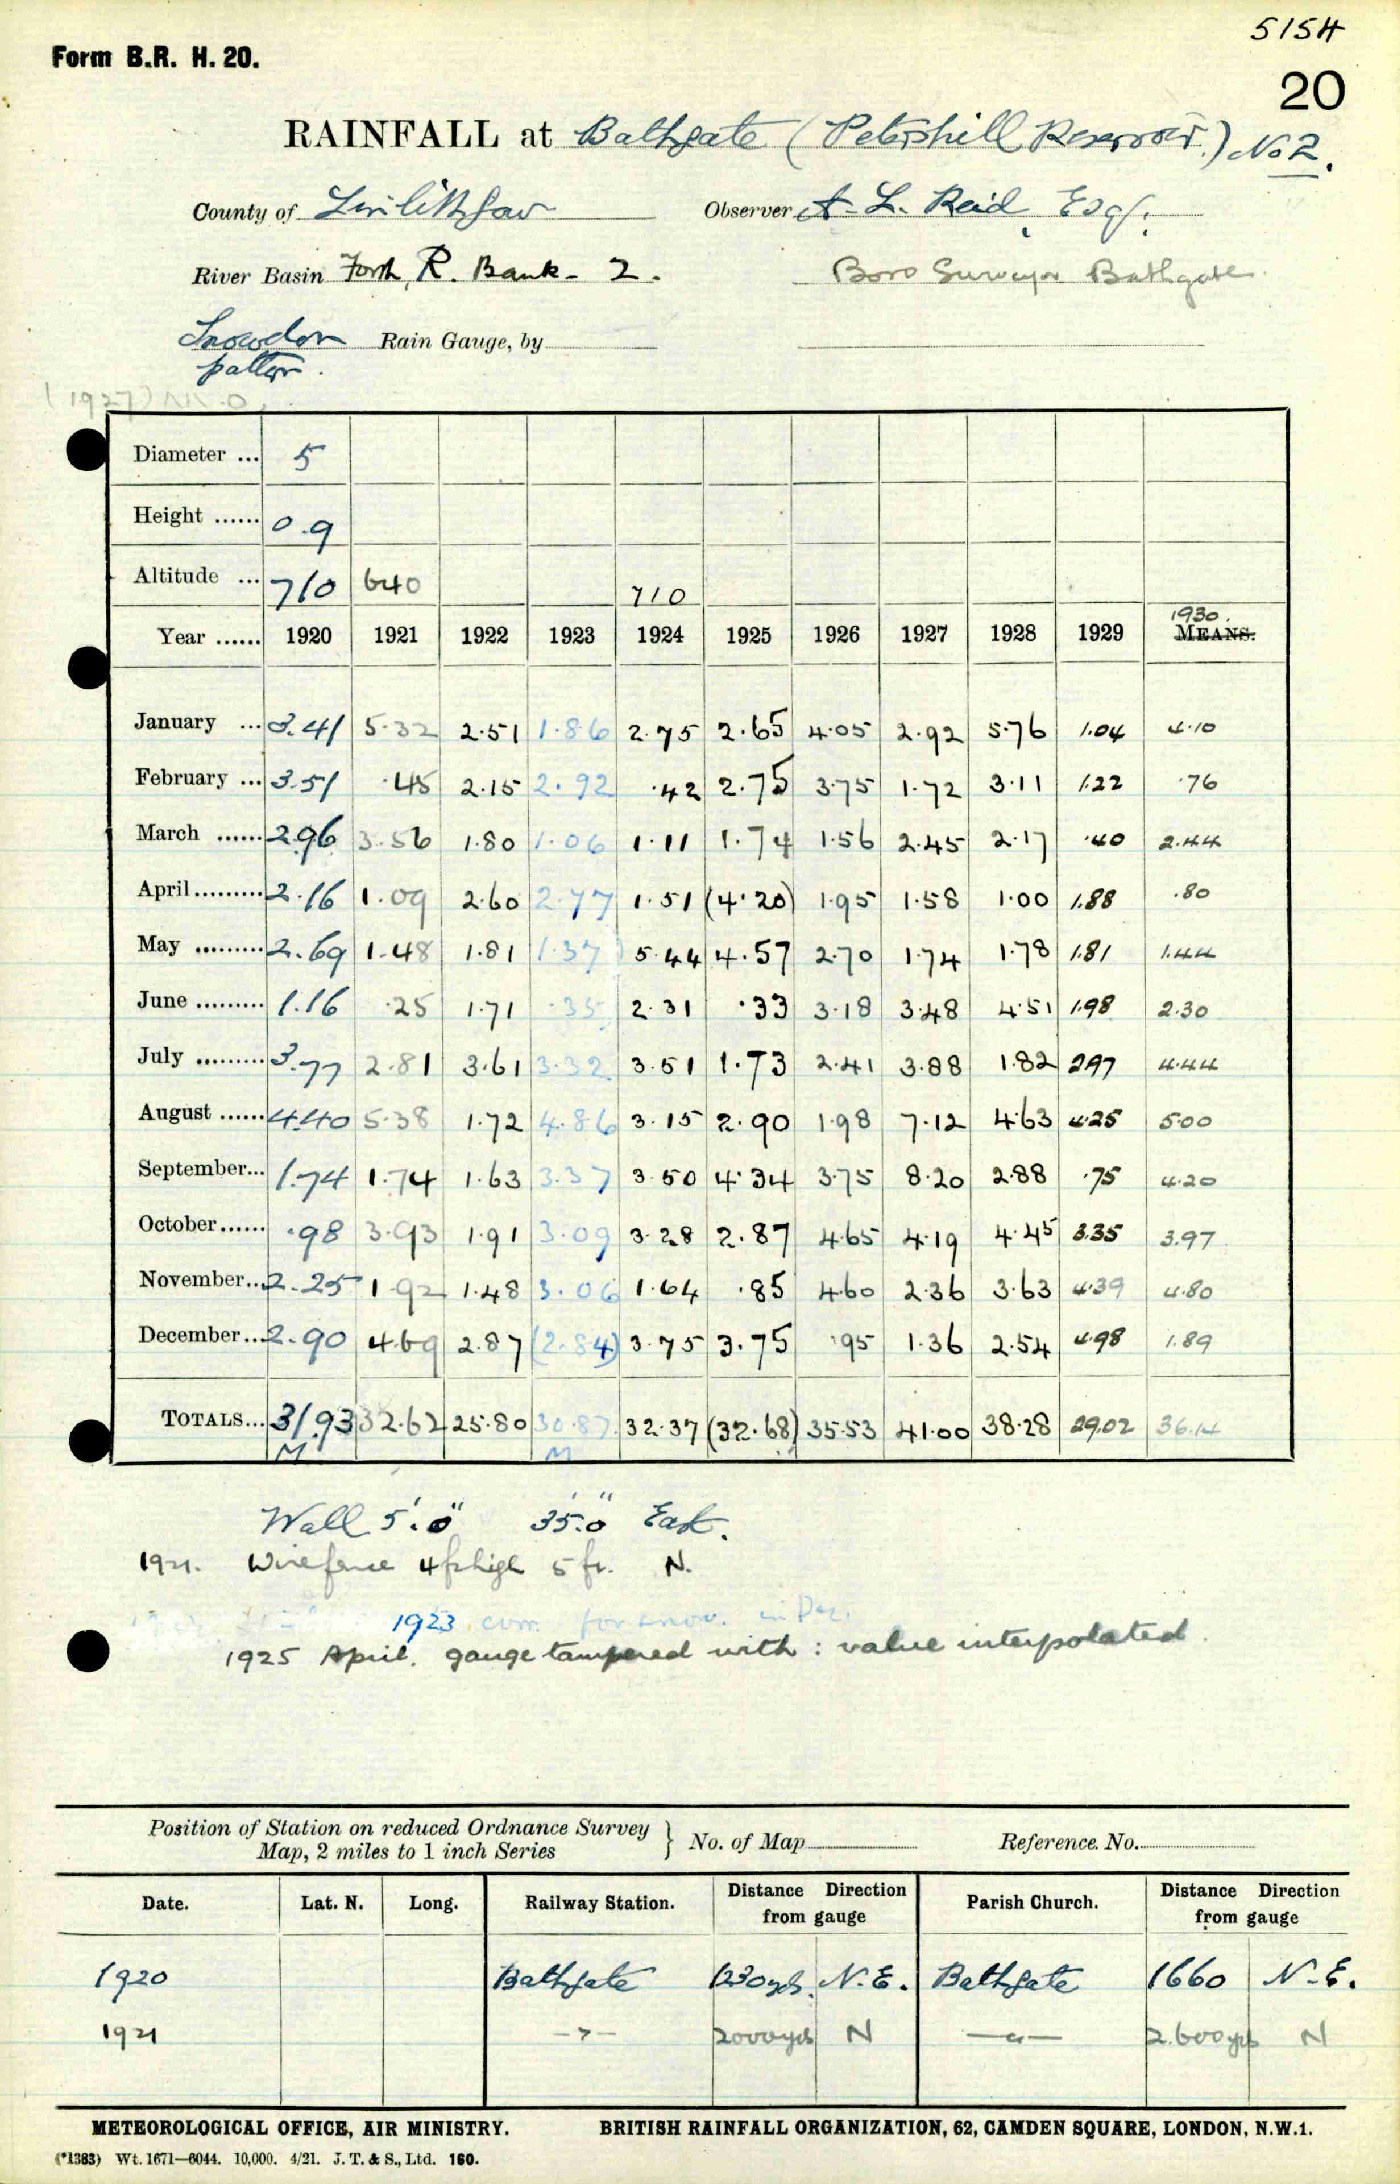 515H
Form B.R. H. 20.
20
RAINFALL at Bathgate (Petershill Reservoir.) No 2.
County of Linlithgow Observer A. L. Reid, Esq.
River Basin Forth, R. Bank - 2. Boro Surveyor Bathgate.
Snowdon Rain Gauge, by
pattern.
(1927) M.O.
Diameter ... 5
Height ...... 0.9
Altitude ... 710 640 710
1930.
Year ...... 1920 1921 1922 1923 1924 1925 1926 1927 1928 1929 MEANS.
January ... 3.41 5.32 2.51 1.86 2.75 2.65 4.05 2.92 5.76 1.04 4.10
February ... 3.51 .45 2.15 2.92 .42 2.75 3.75 1.72 3.11 1.22 .76
March ...... 2.96 3.56 1.80 1.06 1.11 1.74 1.56 2.45 2.17 .40 2.44
April ......... 2.16 1.09 2.60 2.77 1.51 (4.20) 1.95 1.58 1.00 1.88 .80
May ......... 2.69 1.48 1.81 1.37 5.44 4.57 2.70 1.74 1.78 1.81 1.44
June ......... 1.16 .25 1.71 .35 2.31 .33 3.18 3.48 4.51 1.98 2.30
July ......... 3.77 2.81 3.61 3.32 3.51 1.73 2.41 3.88 1.82 2.97 4.44
August ...... 4.40 5.38 1.72 4.86 3.15 2.90 1.98 7.12 4.63 4.25 5.00
September... 1.74 1.74 1.63 3.37 3.50 4.34 3.75 8.20 2.88 .75 4.20
October...... .98 3.93 1.91 3.09 3.28 2.87 4.65 4.19 4.45 3.35 3.97
November... 2.25 1.92 1.48 3.06 1.64 .85 4.60 2.36 3.63 4.39 4.80
December... 2.90 4.69 2.87 (2.84) 3.75 3.75 .95 1.36 2.54 4.98 1.89
TOTALS... 31.93 32.62 25.80 30.87 32.37 (32.68) 35.53 41.00 38.28 29.02 36.14
M M
Wall 5'.0" 35'.0" East.
1921. Wirefence 4ft high 5 ft. N.
1923 corr. for snow. in Dec.
1925 April. gauge tampered with : value interpolated.
Position of Station on reduced Ordnance Survey
Map, 2 miles to 1 inch Series } No. of Map Reference. No.
Date. Lat. N. Long. Railway Station. Distance Direction from gauge Parish Church. Distance Direction from gauge
1920 Bathgate 1230yds. N.E. Bathgate 1660 N.E.
1921 -"- 2000yds N -"- 2.600yds N
METEOROLOGICAL OFFICE, AIR MINISTRY. BRITISH RAINFALL ORGANIZATION, 62, CAMDEN SQUARE, LONDON, N.W.1.
(*1383) Wt. 1671—6044. 10,000. 4/21. J. T. & S., Ltd. 160.